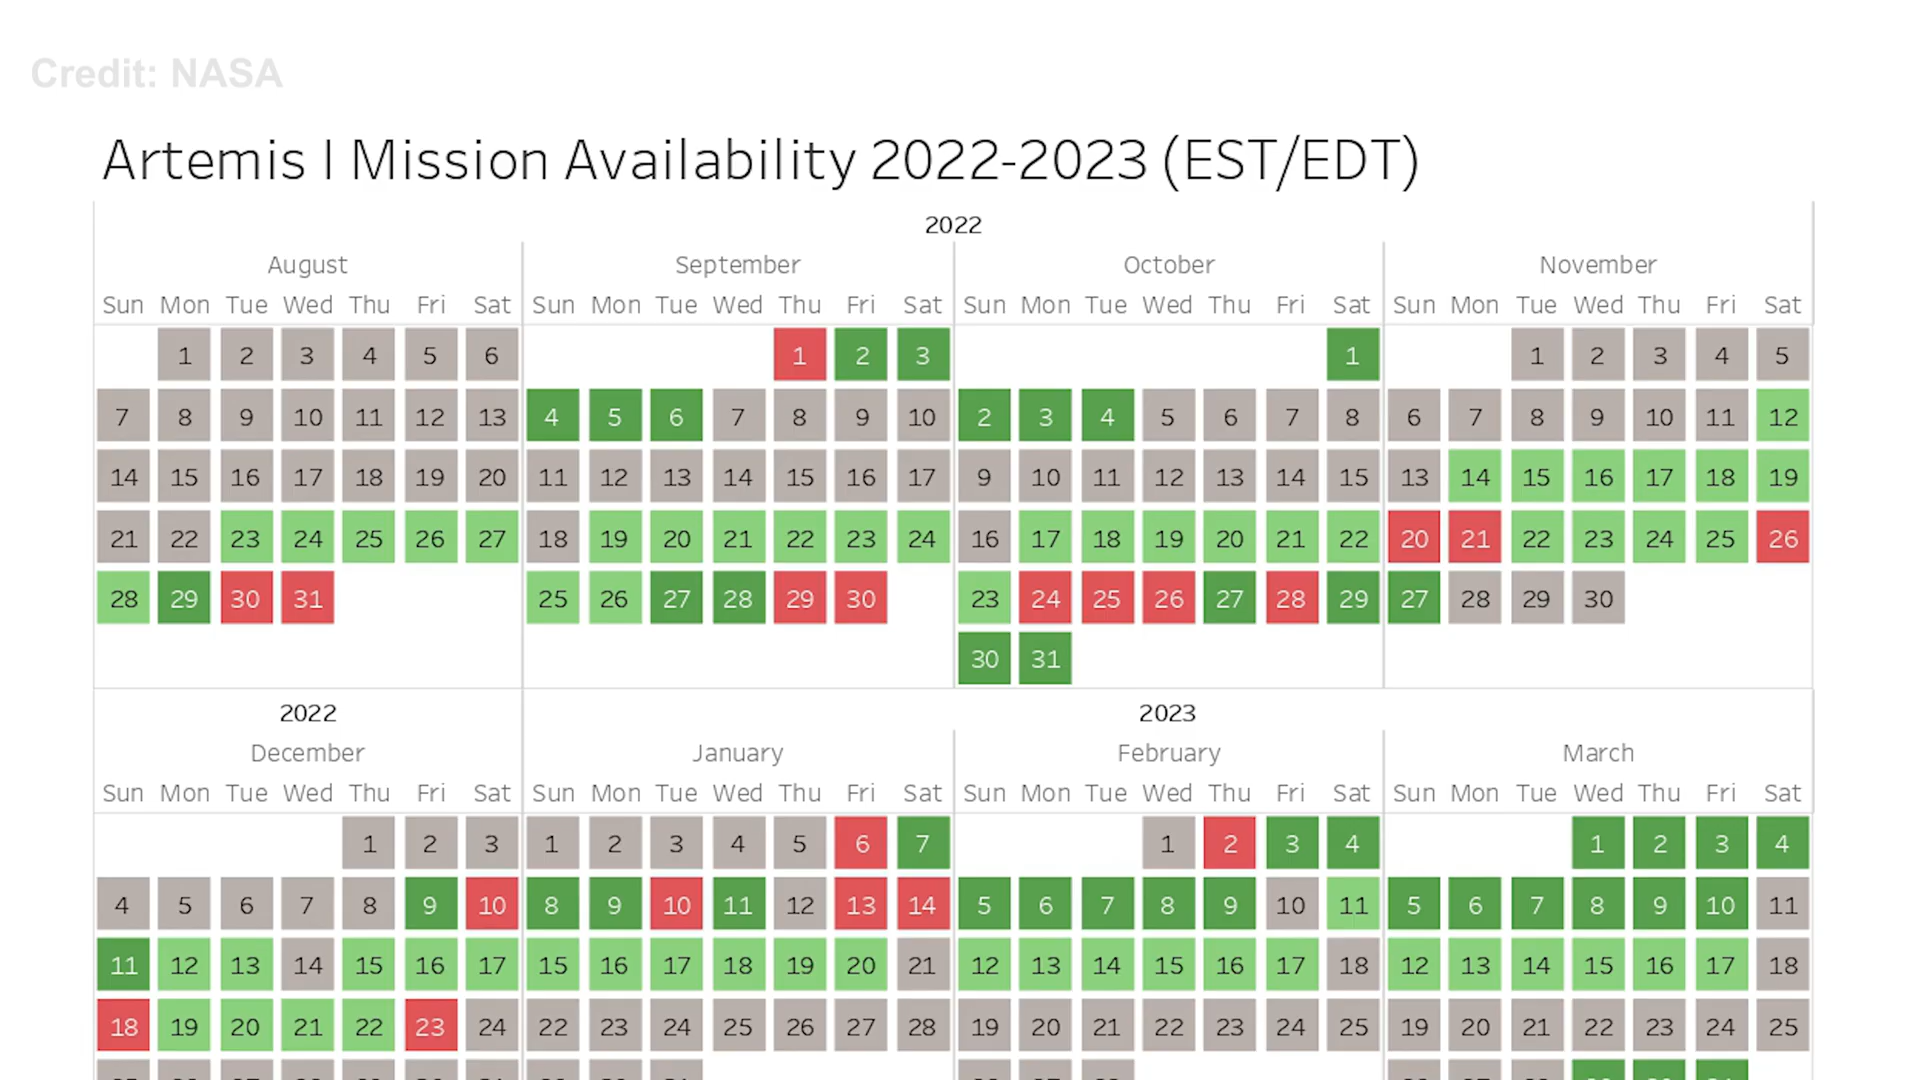 Credit: NASA
Artemis I Mission Availability 2022-2023 (EST/EDT)
2022
August September October November
Sun Mon Tue Wed Thu Fri Sat Sun Mon Tue Wed Thu Fri Sat Sun Mon Tue Wed Thu Fri Sat Sun Mon Tue Wed Thu Fri Sat
1 2 3 4 5 6 1 2 3 1 1 2 3 4 5
7 8 9 10 11 12 13 4 5 6 7 8 9 10 2 3 4 5 6 7 8 6 7 8 9 10 11 12
14 15 16 17 18 19 20 11 12 13 14 15 16 17 9 10 11 12 13 14 15 13 14 15 16 17 18 19
21 22 23 24 25 26 27 18 19 20 21 22 23 24 16 17 18 19 20 21 22 20 21 22 23 24 25 26
28 29 30 31 25 26 27 28 29 30 23 24 25 26 27 28 29 27 28 29 30
30 31
2022 2023
December January February March
Sun Mon Tue Wed Thu Fri Sat Sun Mon Tue Wed Thu Fri Sat Sun Mon Tue Wed Thu Fri Sat Sun Mon Tue Wed Thu Fri Sat
1 2 3 1 2 3 4 5 6 7 1 2 3 4 1 2 3 4
4 5 6 7 8 9 10 8 9 10 11 12 13 14 5 6 7 8 9 10 11 5 6 7 8 9 10 11
11 12 13 14 15 16 17 15 16 17 18 19 20 21 12 13 14 15 16 17 18 12 13 14 15 16 17 18
18 19 20 21 22 23 24 22 23 24 25 26 27 28 19 20 21 22 23 24 25 19 20 21 22 23 24 25